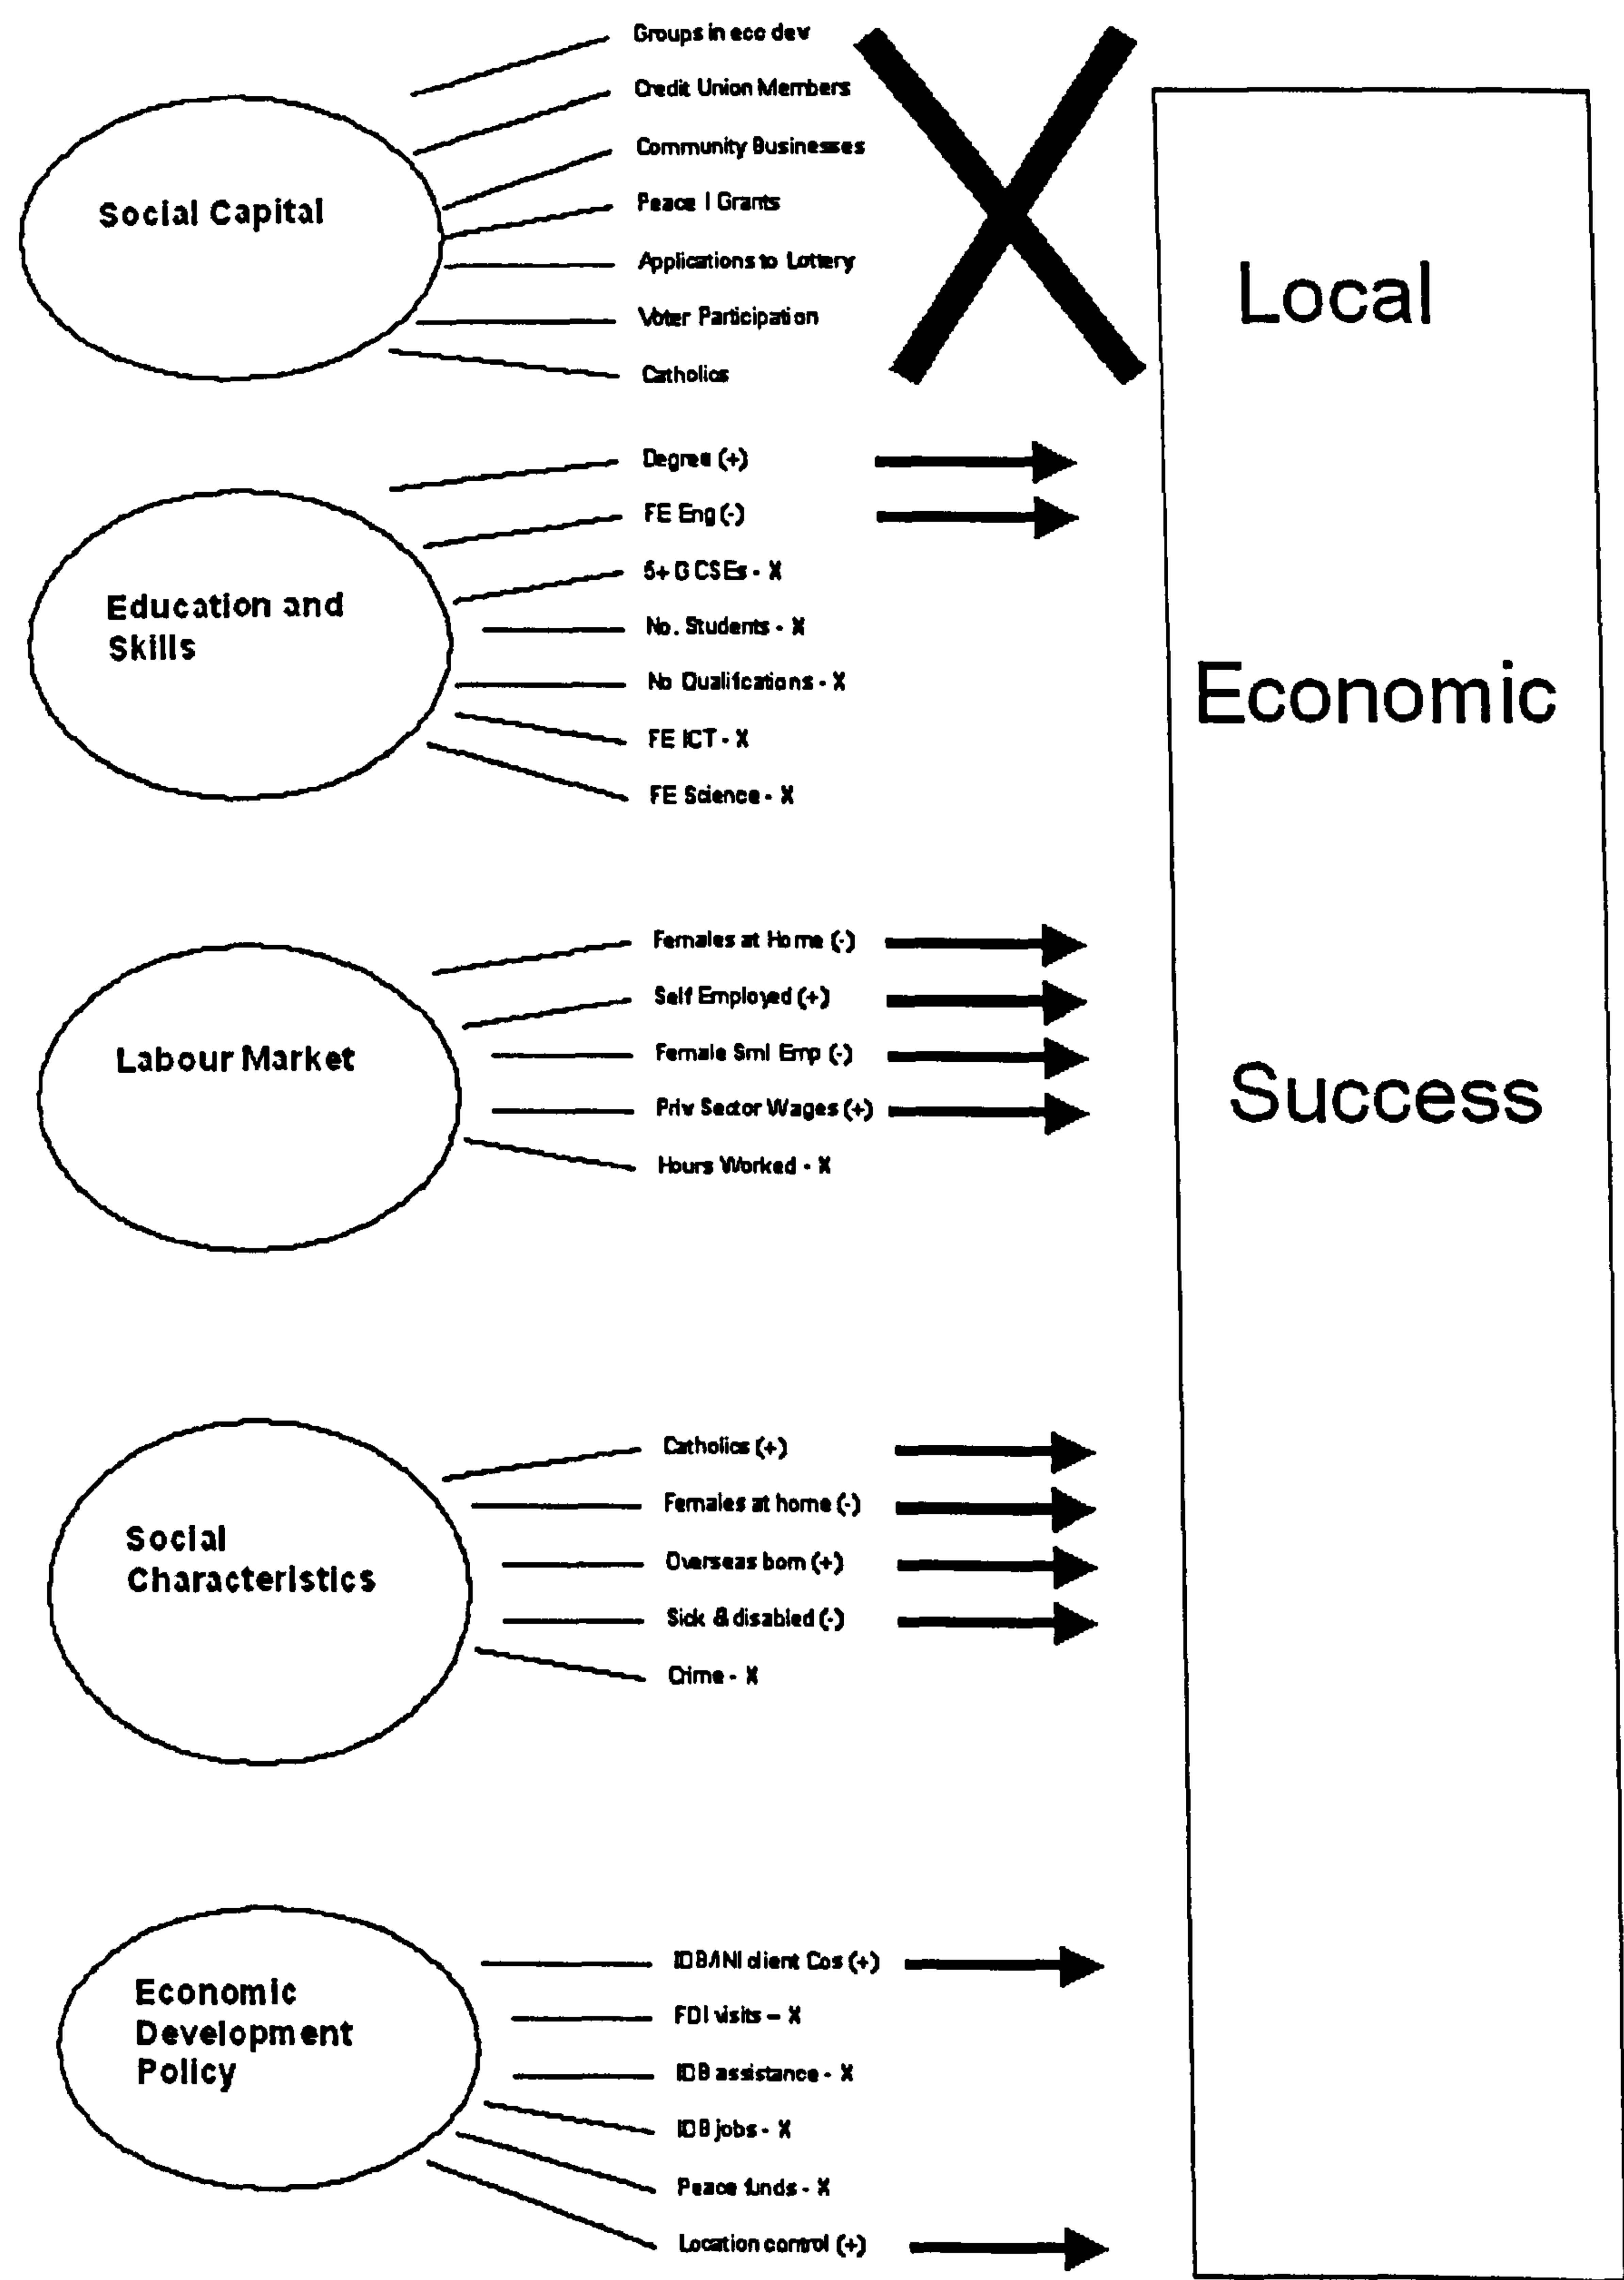 Groups in eco dev
Credit Union Members
Community Businesses
Peace I Grants
Applications to Lottery
Voter Participation
Catholics
Social Capital
Degree (+)
FE Eng (-)
5+ GCSEs - X
No. Students - X
No Qualifications - X
FE ICT - X
FE Science - X
Education and
Skills
Females at Home (-)
Self Employed (+)
Female Sml Emp (-)
Priv Sector Wages (+)
Hours Worked - X
Labour Market
Catholics (+)
Females at home (-)
Overseas born (+)
Sick & disabled (-)
Crime - X
Social
Characteristics
IDB/INI client Cos (+)
FDI visits – X
IDB assistance - X
IDB jobs - X
Peace funds - X
Location control (+)
Economic
Development
Policy
Local
Economic
Success